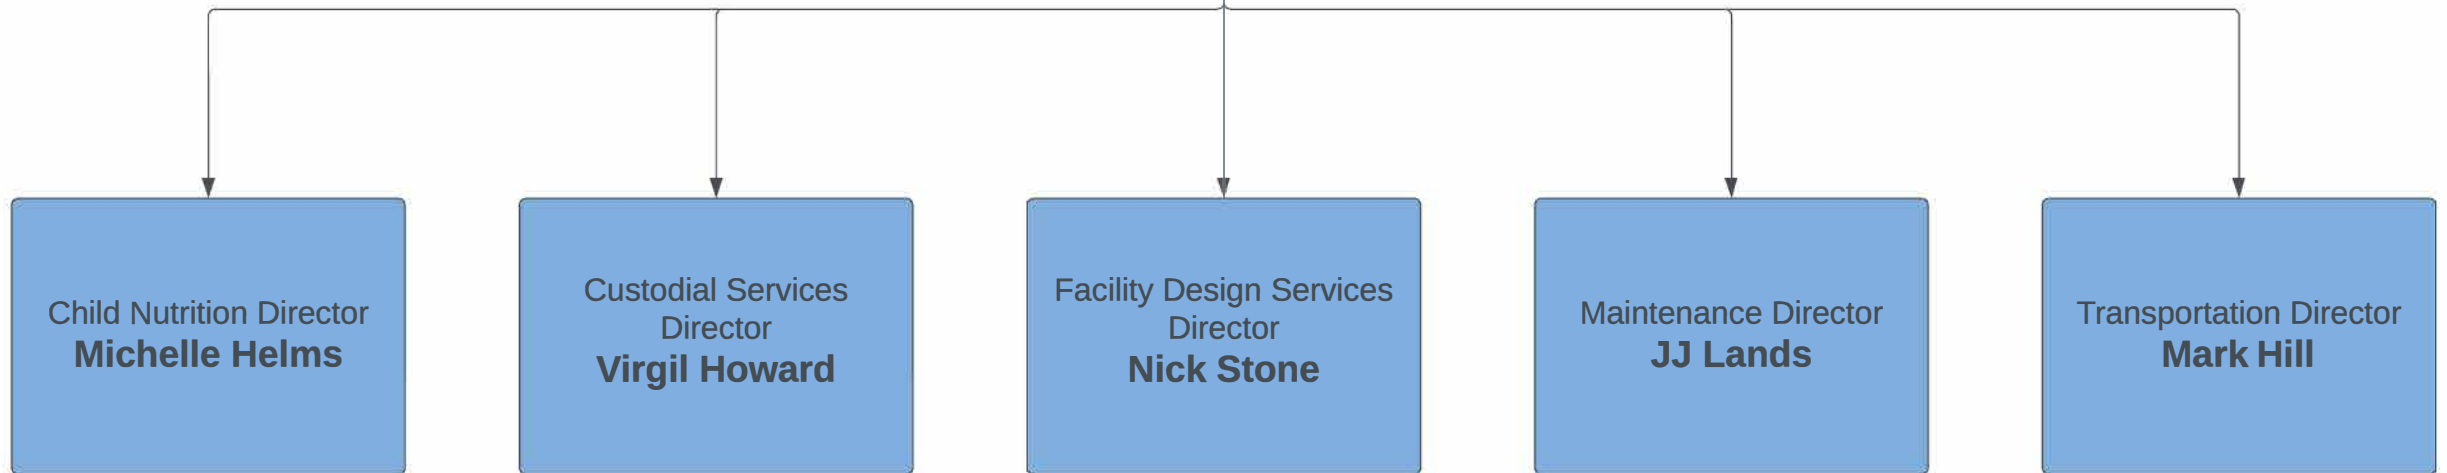 Child Nutrition Director
Michelle Helms
Custodial Services
Director
Virgil Howard
Facility Design Services
Director
Nick Stone
Maintenance Director
JJ Lands
Transportation Director
Mark Hill